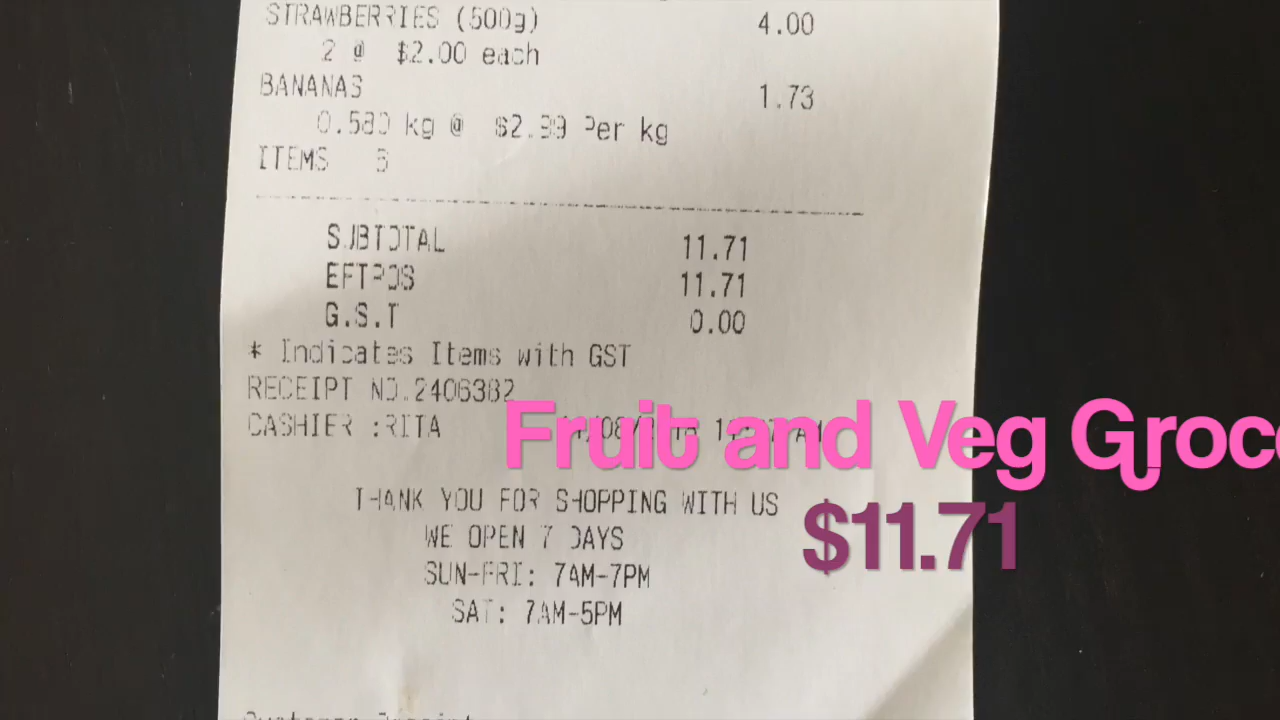 STRAWBERRIES (500g) 4.00
2 @ $2.00 each
BANANAS 1.73
0.580 kg @ $2.99 Per kg
ITEMS 5
SUBTOTAL 11.71
EFTPOS 11.71
G.S.T 0.00
* Indicates Items with GST
RECEIPT NO.2406382
CASHIER :RITA
Fruit and Veg Groce
$11.71
THANK YOU FOR SHOPPING WITH US
WE OPEN 7 DAYS
SUN-FRI: 7AM-7PM
SAT: 7AM-5PM
Customer Receipt